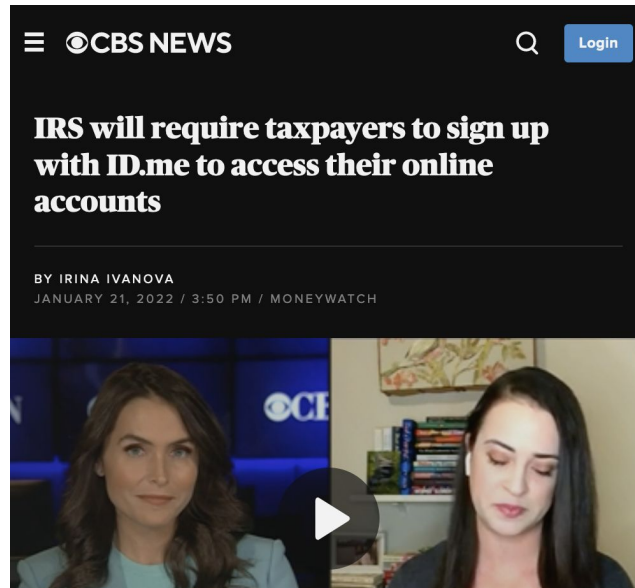 CBS NEWS
Login
IRS will require taxpayers to sign up
with ID.me to access their online
accounts
BY IRINA IVANOVA
JANUARY 21, 2022 / 3:50 PM / MONEYWATCH